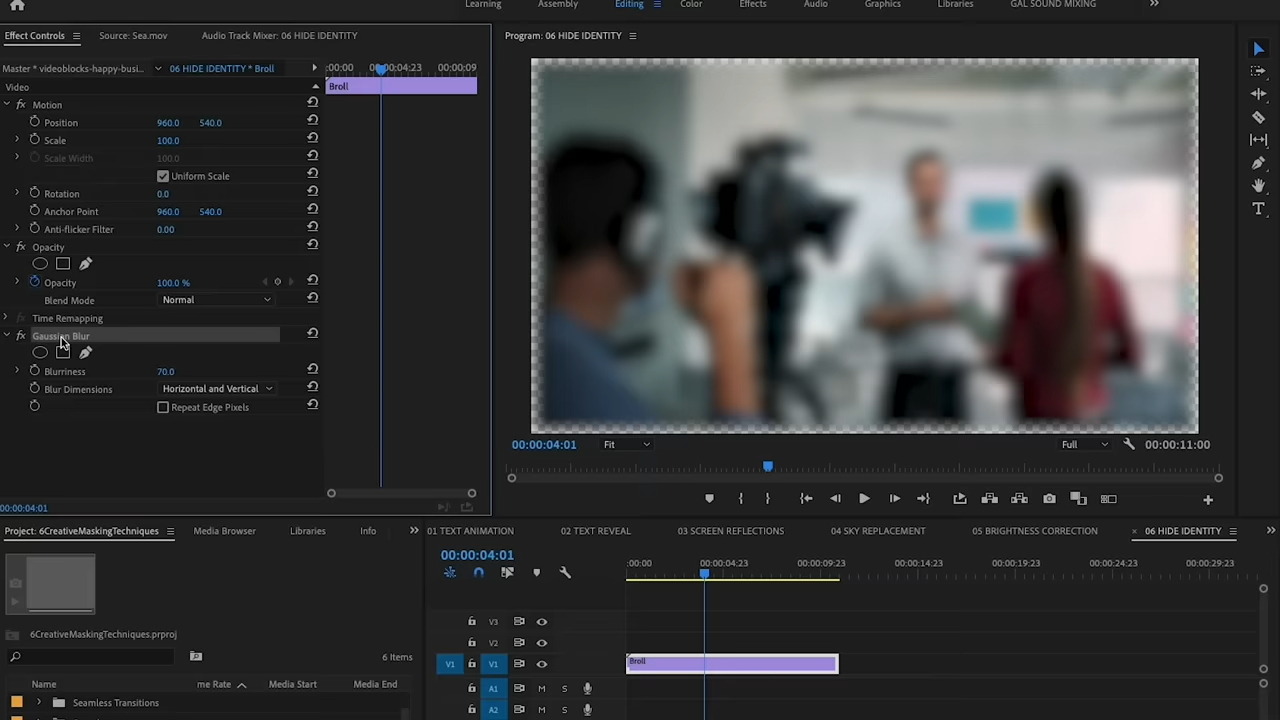 Learning Assembly Editing Color Effects Audio Graphics Libraries GAL SOUND MIXING
Effect Controls Source: Sea.mov Audio Track Mixer: 06 HIDE IDENTITY
Master * videoblocks-happy-busi... 06 HIDE IDENTITY * Broll
:00:00 00:00:04:23 00:00:09
Video
Broll
Motion
Position 960.0 540.0
Scale 100.0
Scale Width 100.0
Uniform Scale
Rotation 0.0
Anchor Point 960.0 540.0
Anti-flicker Filter 0.00
Opacity
Opacity 100.0 %
Blend Mode Normal
Time Remapping
Gaussian Blur
Blurriness 70.0
Blur Dimensions Horizontal and Vertical
Repeat Edge Pixels
00:00:04:01
Program: 06 HIDE IDENTITY
00:00:04:01 Fit Full 00:00:11:00
Project: 6CreativeMaskingTechniques Media Browser Libraries Info
6CreativeMaskingTechniques.prproj
6 Items
Name me Rate Media Start Media End
Seamless Transitions
01 TEXT ANIMATION 02 TEXT REVEAL 03 SCREEN REFLECTIONS 04 SKY REPLACEMENT 05 BRIGHTNESS CORRECTION 06 HIDE IDENTITY
00:00:04:01
:00:00 00:00:04:23 00:00:09:23 00:00:14:23 00:00:19:23 00:00:24:23 00:00:29:23
V3
V2
V1 V1 Broll
A1 M S
A2 M S